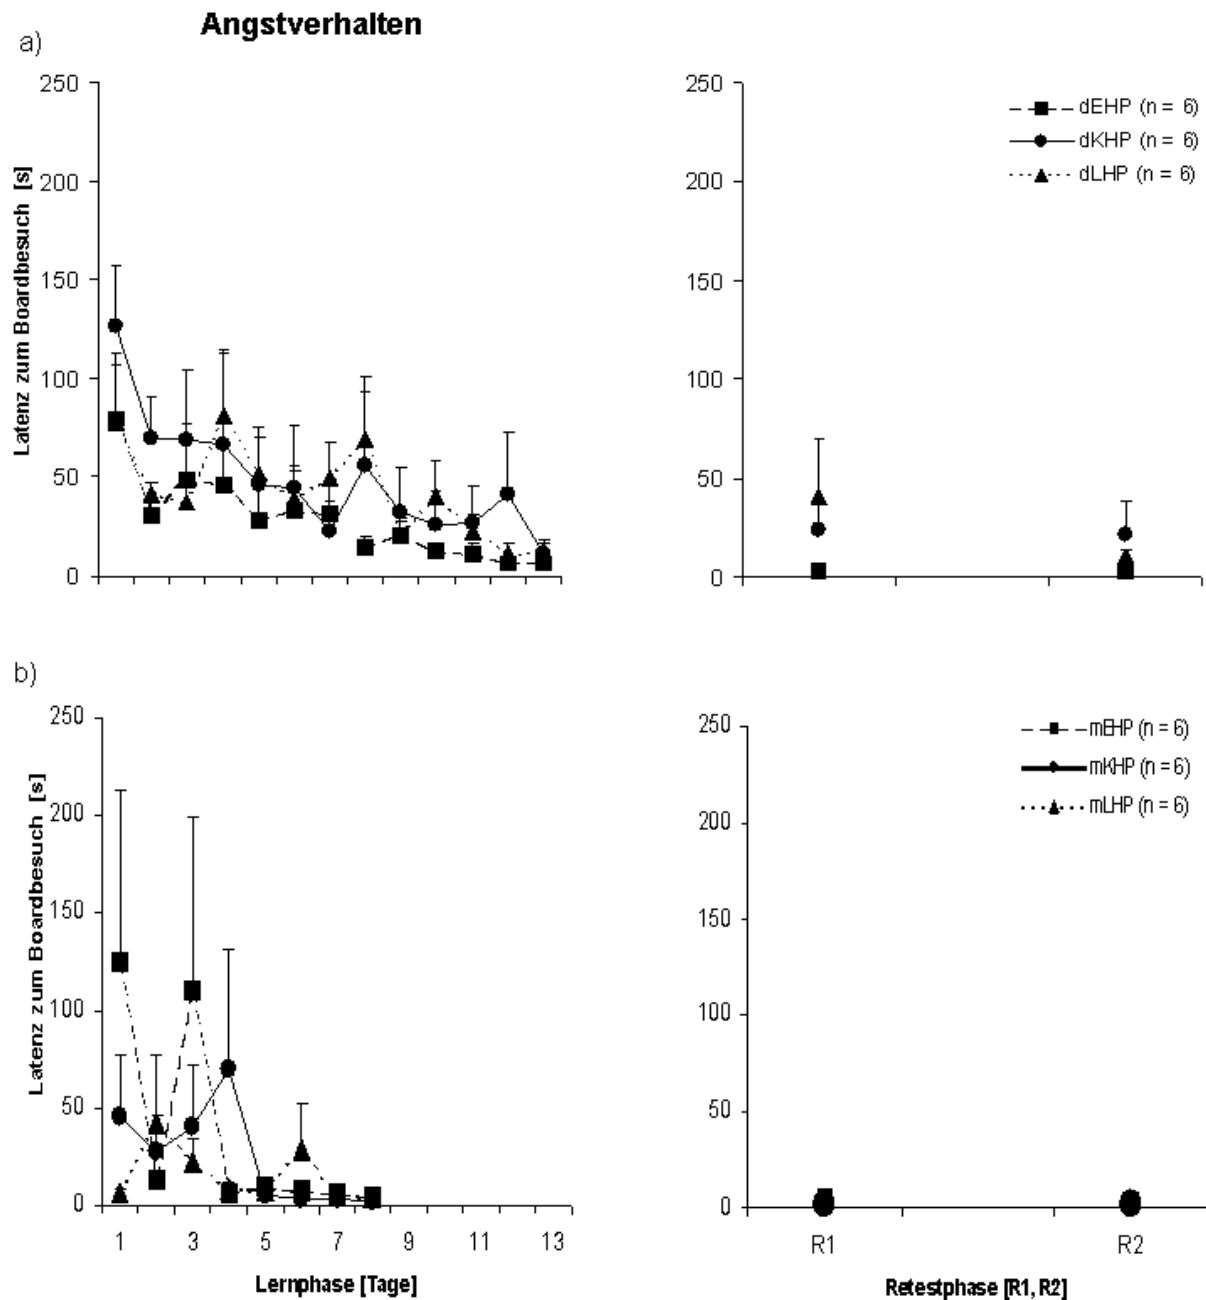 Angstverhalten
a)
250
200
150
100
50
0
Latenz zum Boardbesuch [s]
250
200
150
100
50
0
dEHP (n = 6)
dKHP (n = 6)
dLHP (n = 6)
b)
250
200
150
100
50
0
Latenz zum Boardbesuch [s]
1 3 5 7 9 11 13
Lernphase [Tage]
250
200
150
100
50
0
mEHP (n = 6)
mKHP (n = 6)
mLHP (n = 6)
R1 R2
Retestphase [R1, R2]